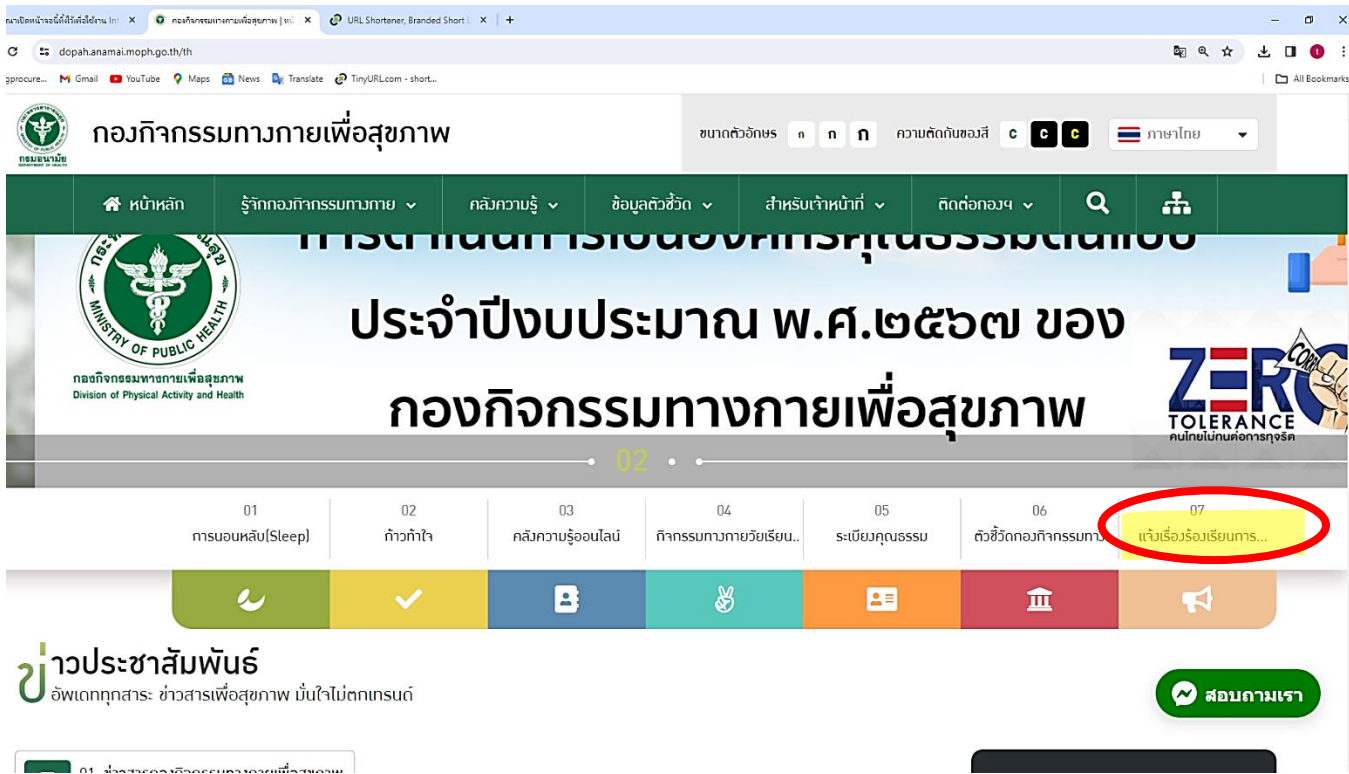 URL Shortener, Branded Short L
dopah.anamai.moph.go.th/th
gprocure... Gmail YouTube Maps News Translate TinyURL.com - short... All Bookmarks
กรมอนามัย
กองกิจกรรมทางกายเพื่อสุขภาพ
ขนาดตัวอักษร ก ก ก ความตัดกันของสี C C C ภาษาไทย
หน้าหลัก รู้จักกองกิจกรรมทางกาย คลังความรู้ ข้อมูลตัวชี้วัด สำหรับเจ้าหน้าที่ ติดต่อกองฯ
ประจำปีงบประมาณ พ.ศ.๒๕๖๗ ของ
กองกิจกรรมทางกายเพื่อสุขภาพ
MINISTRY OF PUBLIC HEALTH
กองกิจกรรมทางกายเพื่อสุขภาพ
Division of Physical Activity and Health
ZERO
TOLERANCE
คนไทยไม่ทนต่อการทุจริต
02
01 02 03 04 05 06 07
การนอนหลับ(Sleep) ก้าวท้าใจ คลังความรู้ออนไลน์ กิจกรรมทางกายวัยเรียน.. ระเบียงคุณธรรม ตัวชี้วัดกองกิจกรรมทาง แจ้งเรื่องร้องเรียนการ...
ข่าวประชาสัมพันธ์
อัพเดททุกสาระ ข่าวสารเพื่อสุขภาพ มั่นใจไม่ตกเทรนด์
สอบถามเรา